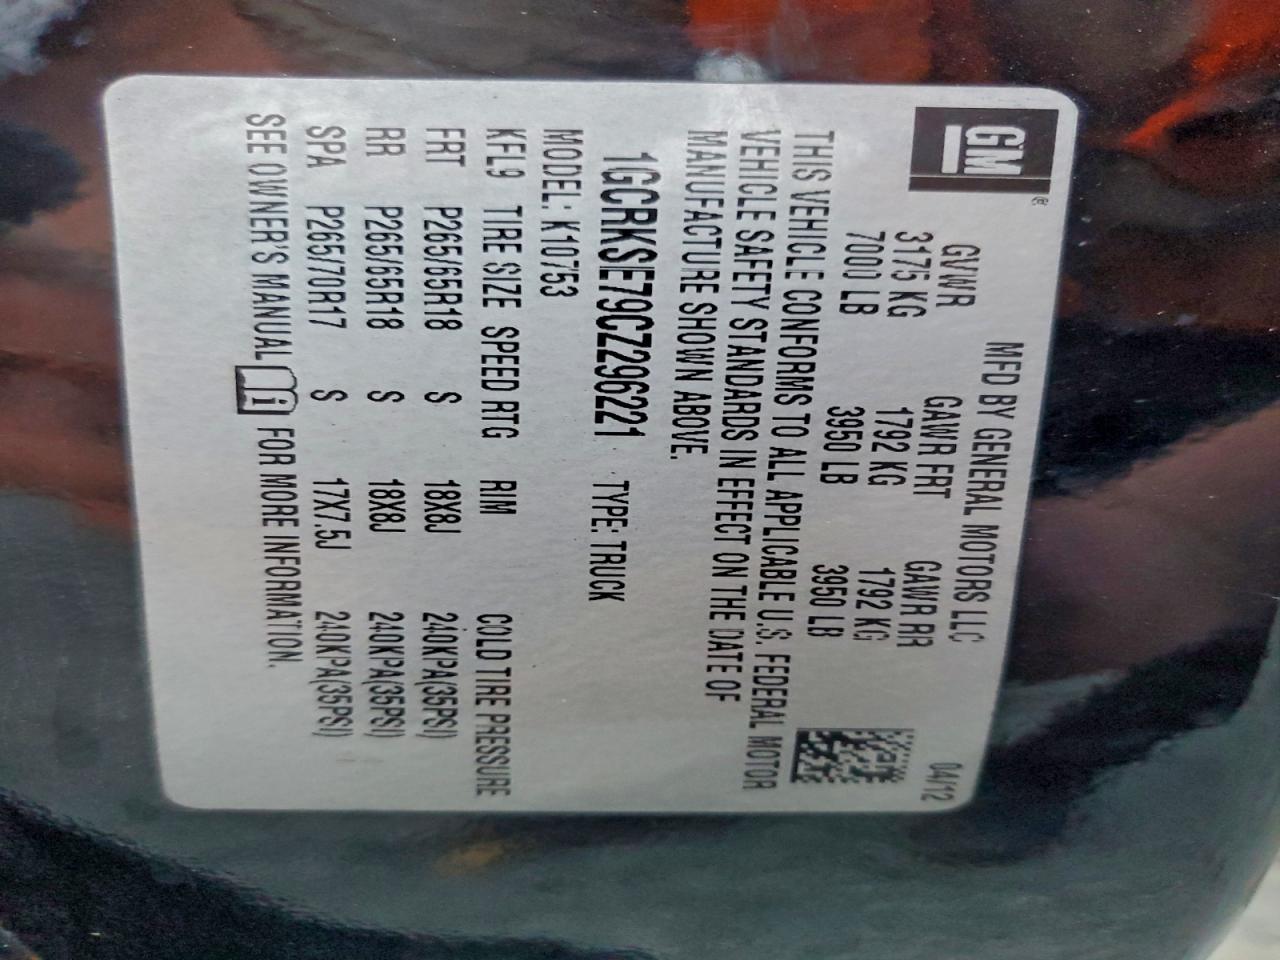 GM®
MFD BY GENERAL MOTORS LLC 04/12
GVWR GAWR FRT GAWR RR
3175 KG 1792 KG 1792 KG
7000 LB 3950 LB 3950 LB
THIS VEHICLE CONFORMS TO ALL APPLICABLE U.S. FEDERAL MOTOR
VEHICLE SAFETY STANDARDS IN EFFECT ON THE DATE OF
MANUFACTURE SHOWN ABOVE.
1GCRKSE79CZ296221 TYPE: TRUCK
MODEL: K10753
KFL9 TIRE SIZE SPEED RTG RIM COLD TIRE PRESSURE
FRT P265/65R18 S 18X8J 240KPA(35PSI)
RR P265/65R18 S 18X8J 240KPA(35PSI)
SPA P265/70R17 S 17X7.5J 240KPA(35PSI)
SEE OWNER'S MANUAL FOR MORE INFORMATION.